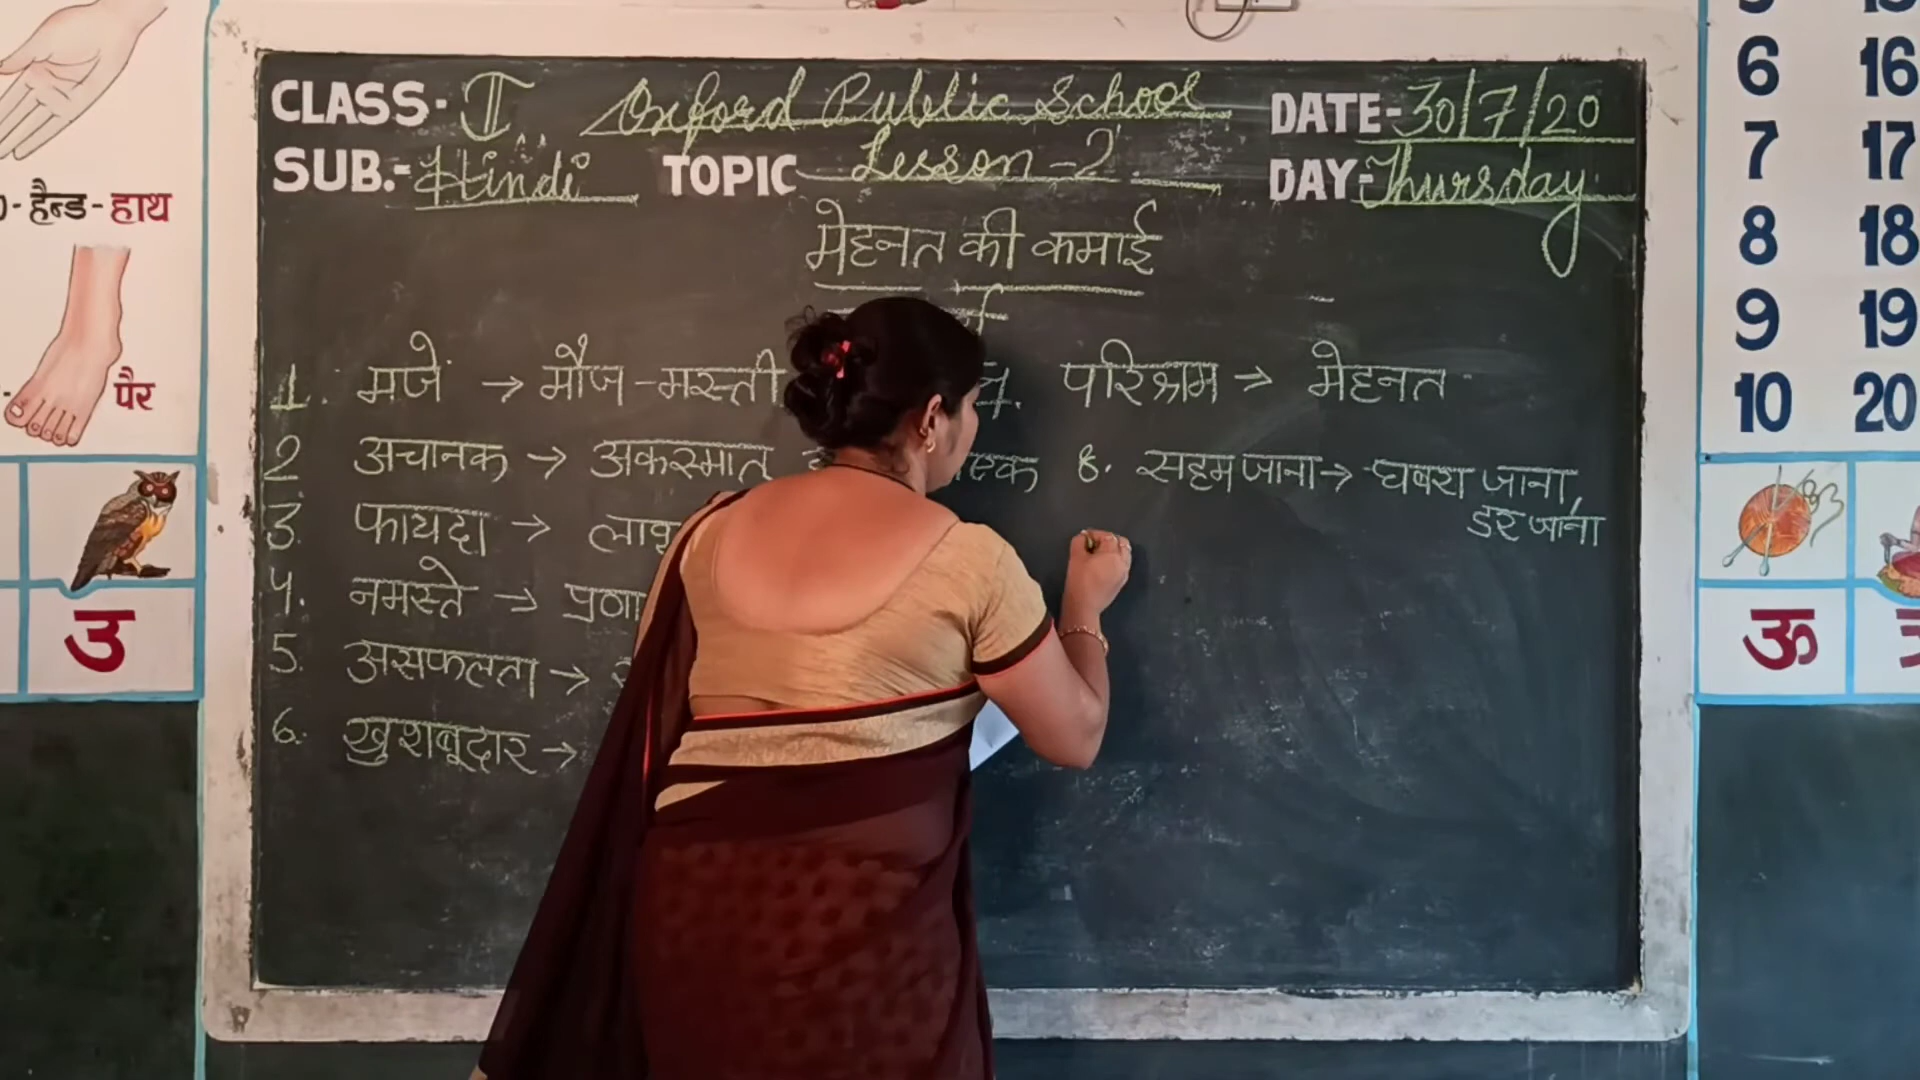 CLASS- I Oxford Public School DATE- 30/7/20
SUB.- Hindi TOPIC Lesson - 2 DAY- Thursday
मेहनत की कमाई
1. मजे → मौज-मस्ती
परिश्रम → मेहनत
2 अचानक → अकस्मात्
8. सहम जाना → घबरा जाना,
डर जाना
3. फायदा →
4. नमस्ते →
5. असफलता →
6. खुशबूदार →
हैन्ड - हाथ
पैर
उ
6 16
7 17
8 18
9 19
10 20
ऊ